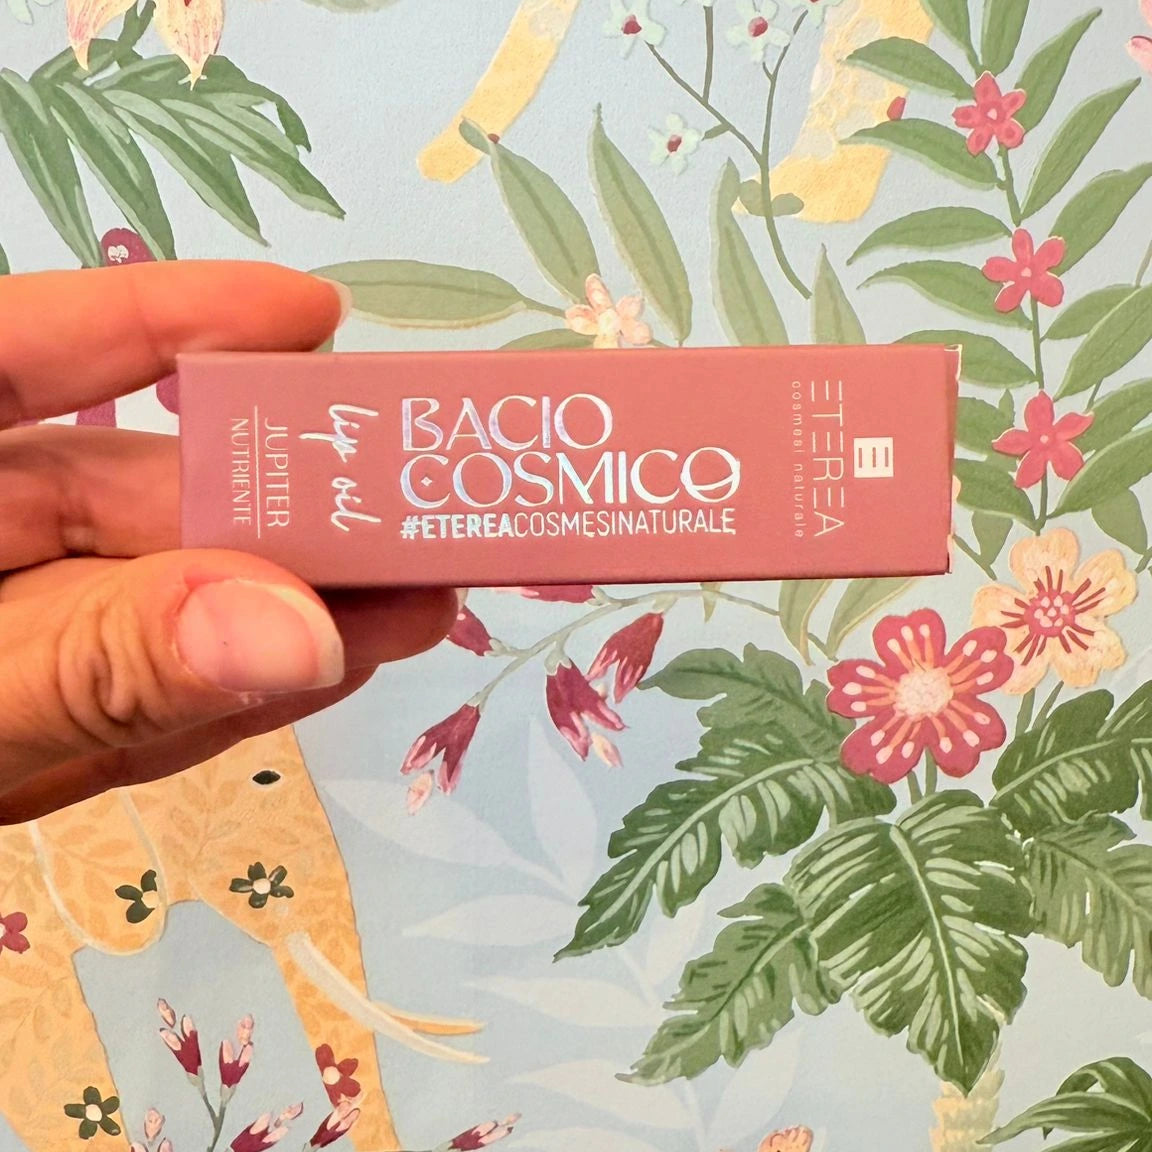 BACIO
COSMICO
#ETEREACOSMESINATURALE
lip oil
JUPITER
NUTRIENTE
ETEREA
cosmesi naturale